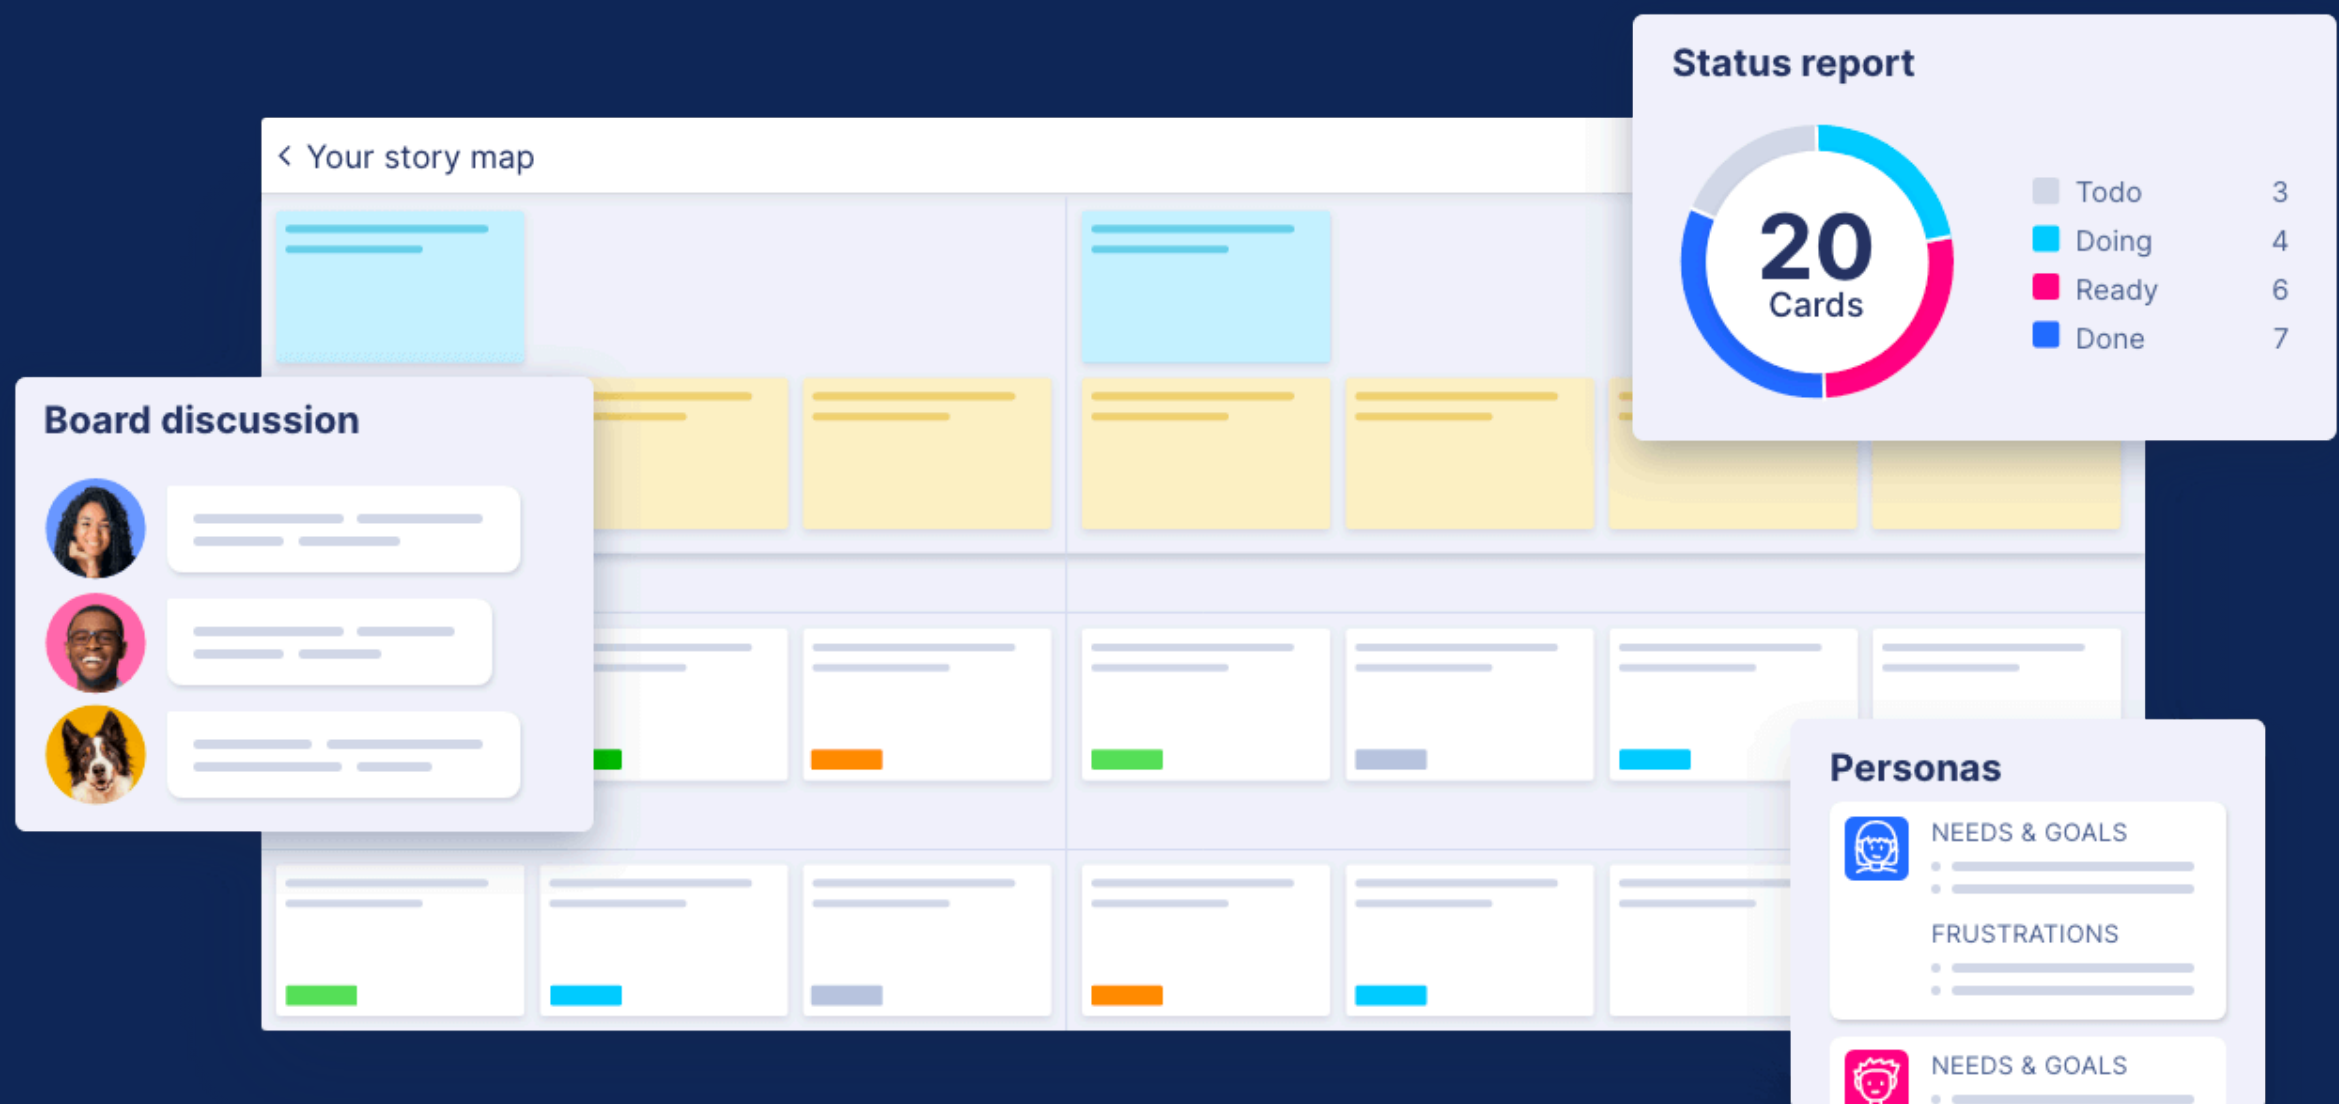 Status report
20
Cards
Todo 3
Doing 4
Ready 6
Done 7
< Your story map
Board discussion
Personas
NEEDS & GOALS
FRUSTRATIONS
NEEDS & GOALS